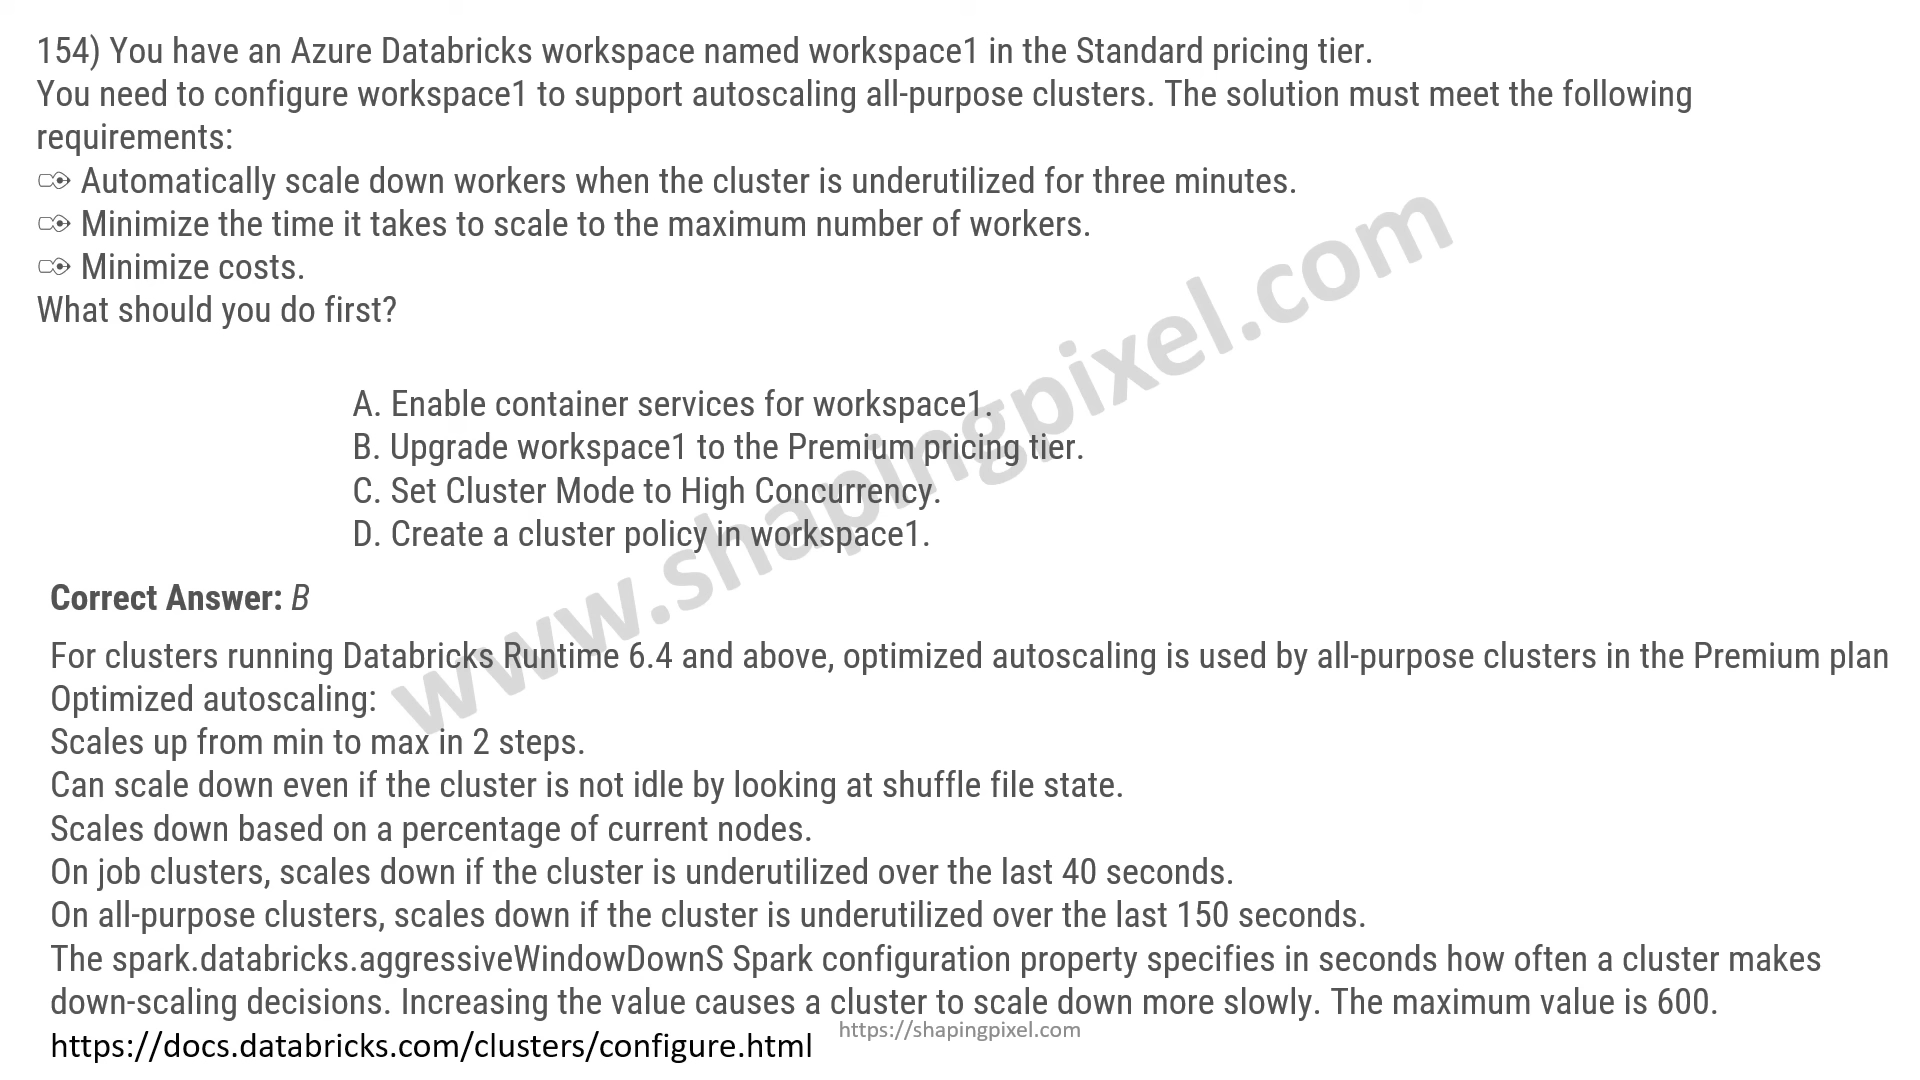 154) You have an Azure Databricks workspace named workspace1 in the Standard pricing tier.
You need to configure workspace1 to support autoscaling all-purpose clusters. The solution must meet the following
requirements:
Automatically scale down workers when the cluster is underutilized for three minutes.
Minimize the time it takes to scale to the maximum number of workers.
Minimize costs.
What should you do first?
A. Enable container services for workspace1.
B. Upgrade workspace1 to the Premium pricing tier.
C. Set Cluster Mode to High Concurrency.
D. Create a cluster policy in workspace1.
www.shapingpixel.com
Correct Answer: B
For clusters running Databricks Runtime 6.4 and above, optimized autoscaling is used by all-purpose clusters in the Premium plan
Optimized autoscaling:
Scales up from min to max in 2 steps.
Can scale down even if the cluster is not idle by looking at shuffle file state.
Scales down based on a percentage of current nodes.
On job clusters, scales down if the cluster is underutilized over the last 40 seconds.
On all-purpose clusters, scales down if the cluster is underutilized over the last 150 seconds.
The spark.databricks.aggressiveWindowDownS Spark configuration property specifies in seconds how often a cluster makes
down-scaling decisions. Increasing the value causes a cluster to scale down more slowly. The maximum value is 600.
https://shapingpixel.com
https://docs.databricks.com/clusters/configure.html